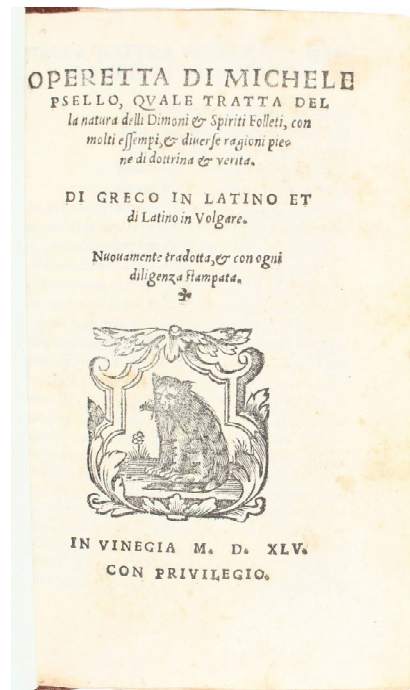 OPERETTA DI MICHELE
PSELLO, QVALE TRATTA DEL
la natura delli Dimoni & Spiriti Folleti, con
molti essempi, & diuerse ragioni pie-
ne di dottrina & verita.
DI GRECO IN LATINO ET
di Latino in Volgare.
Nuouamente tradotta, & con ogni
diligenza stampata.
IN VINEGIA M. D. XLV.
CON PRIVILEGIO.